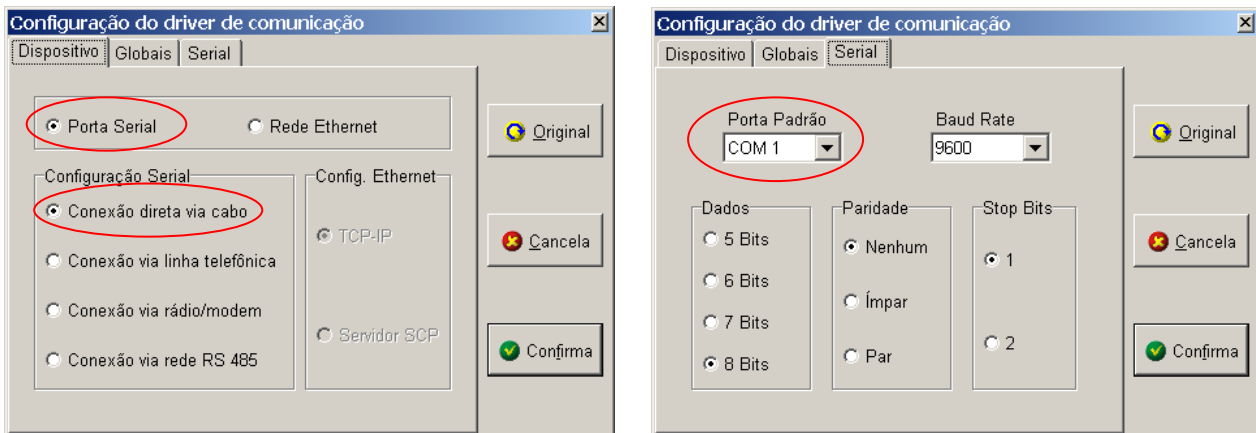 Configuração do driver de comunicação
Dispositivo Globais Serial
Porta Serial Rede Ethernet
Original
Configuração Serial Config. Ethernet
Conexão direta via cabo
TCP-IP
Cancela
Conexão via linha telefônica
Conexão via rádio/modem
Servidor SCP
Confirma
Conexão via rede RS 485
Configuração do driver de comunicação
Dispositivo Globais Serial
Porta Padrão Baud Rate
Original
COM 1 9600
Dados Paridade Stop Bits
5 Bits
Nenhum
Cancela
1
6 Bits
Ímpar
7 Bits
2
Confirma
Par
8 Bits